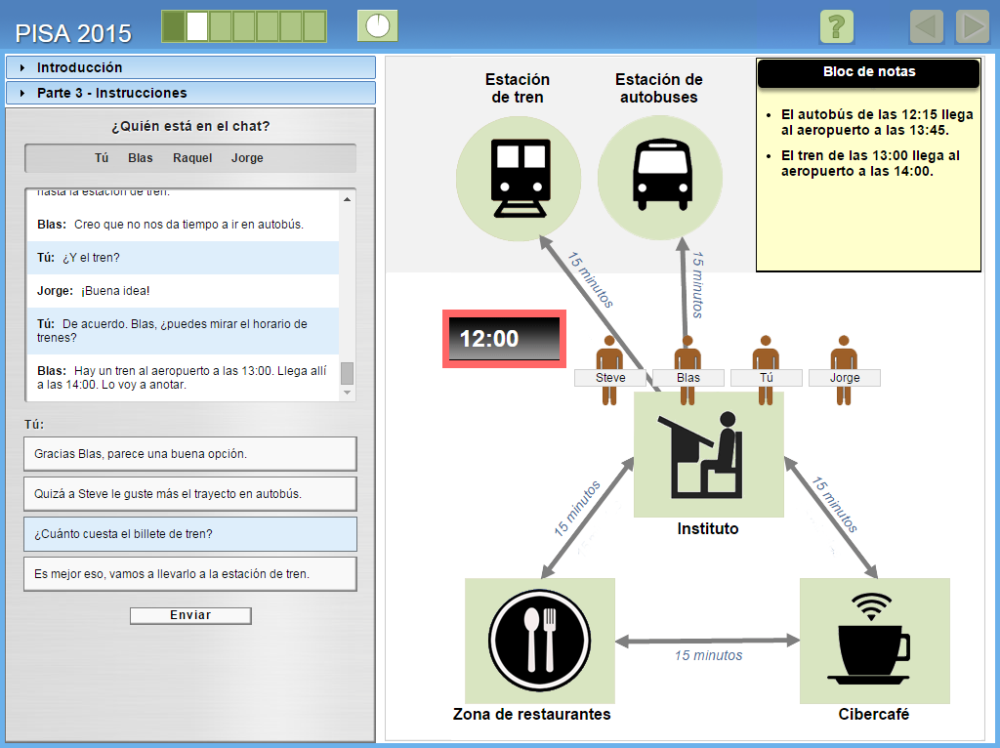 PISA 2015
?
Introducción
Parte 3 - Instrucciones
¿Quién está en el chat?
Tú Blas Raquel Jorge
hasta la estación de tren.
Blas: Creo que no nos da tiempo a ir en autobús.
Tú: ¿Y el tren?
Jorge: ¡Buena idea!
Tú: De acuerdo. Blas, ¿puedes mirar el horario de
trenes?
Blas: Hay un tren al aeropuerto a las 13:00. Llega allí
a las 14:00. Lo voy a anotar.
Tú:
Gracias Blas, parece una buena opción.
Quizá a Steve le guste más el trayecto en autobús.
¿Cuánto cuesta el billete de tren?
Es mejor eso, vamos a llevarlo a la estación de tren.
Enviar
Estación
de tren
Estación de
autobuses
Bloc de notas
• El autobús de las 12:15 llega
al aeropuerto a las 13:45.
• El tren de las 13:00 llega al
aeropuerto a las 14:00.
15 minutos
15 minutos
12:00
Steve
Blas
Tú
Jorge
Instituto
15 minutos
15 minutos
15 minutos
Zona de restaurantes
Cibercafé